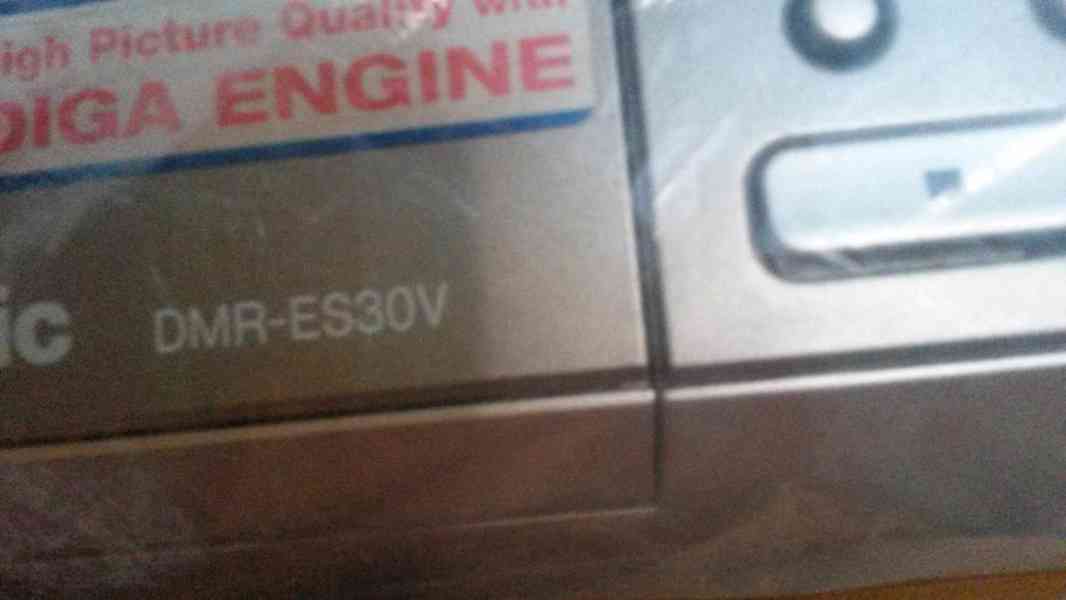 igh Picture Quality with
DIGA ENGINE
ic DMR-ES30V